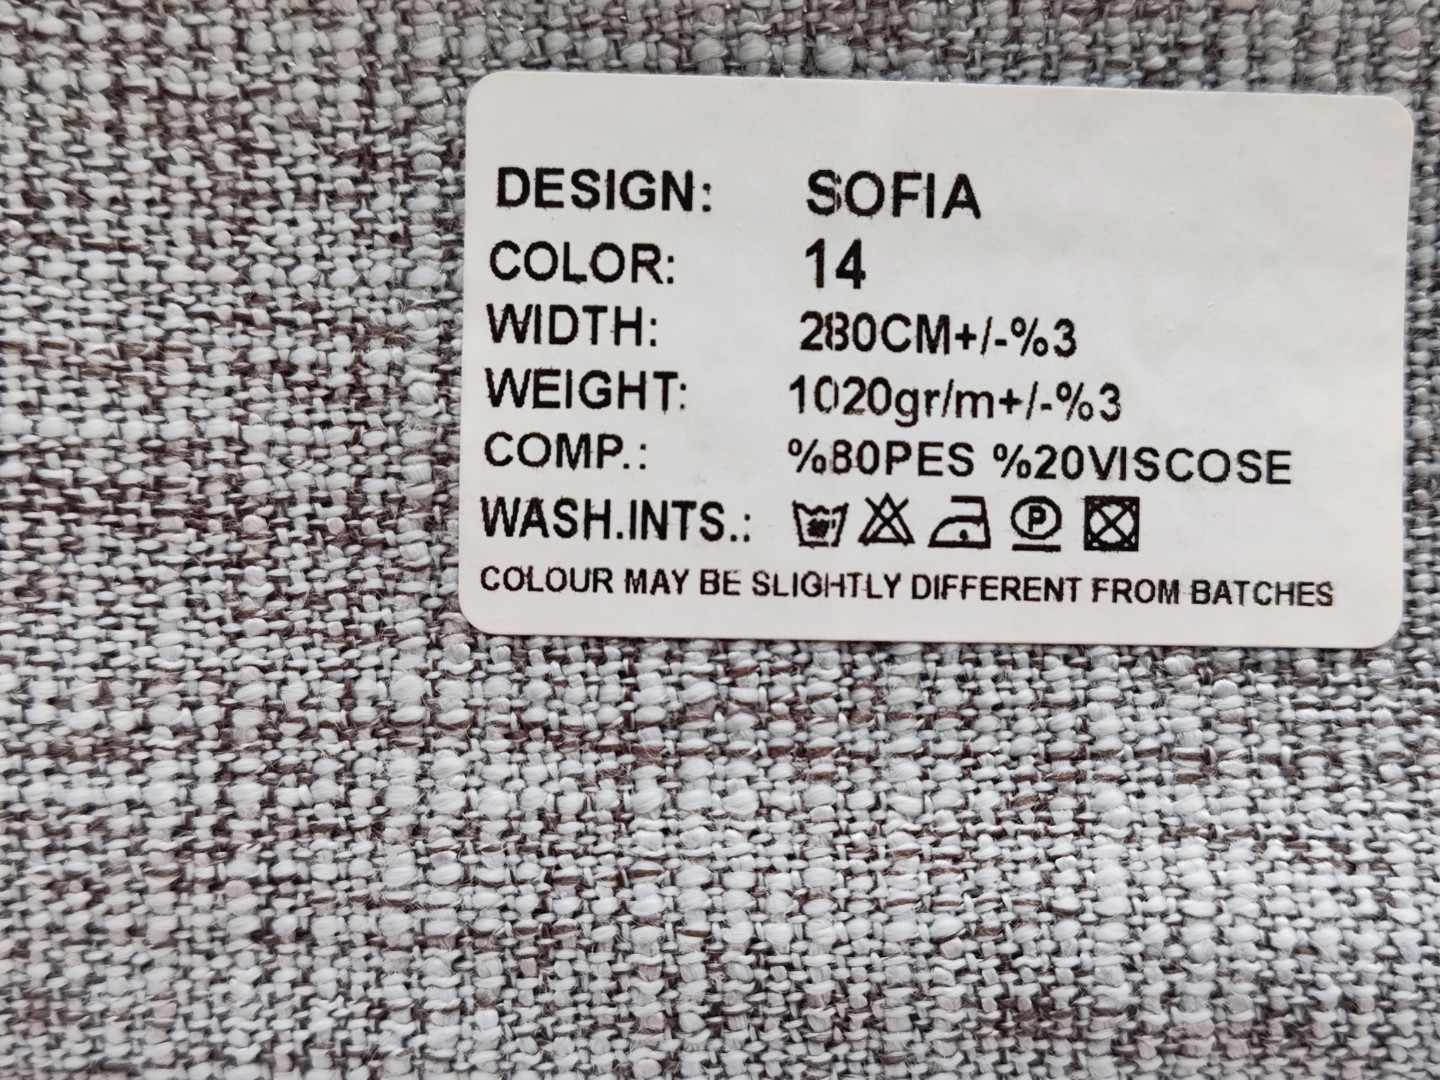 DESIGN: SOFIA
COLOR: 14
WIDTH: 280CM+/-%3
WEIGHT: 1020gr/m+/-%3
COMP.: %80PES %20VISCOSE
WASH.INTS.: P
COLOUR MAY BE SLIGHTLY DIFFERENT FROM BATCHES